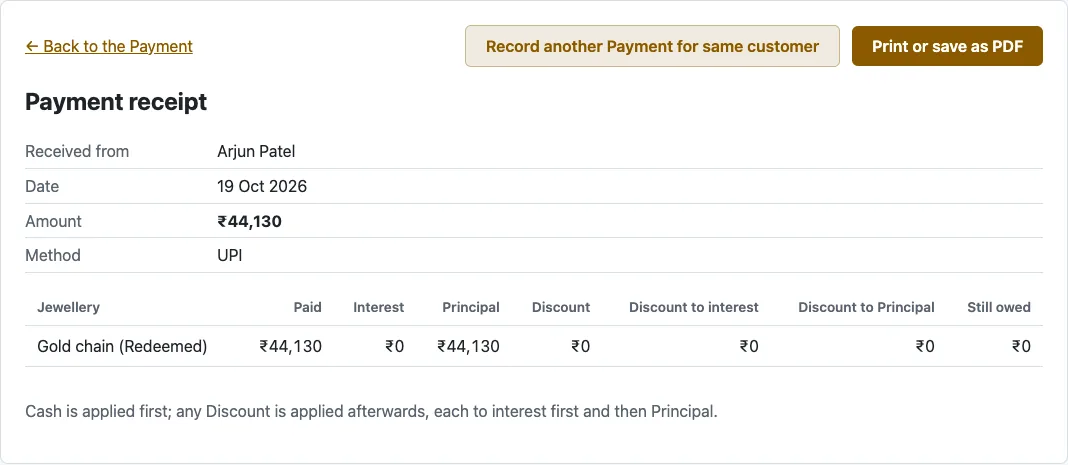 ← Back to the Payment
Record another Payment for same customer
Print or save as PDF
Payment receipt
Received from Arjun Patel
Date 19 Oct 2026
Amount ₹44,130
Method UPI
Jewellery Paid Interest Principal Discount Discount to interest Discount to Principal Still owed
Gold chain (Redeemed) ₹44,130 ₹0 ₹44,130 ₹0 ₹0 ₹0 ₹0
Cash is applied first; any Discount is applied afterwards, each to interest first and then Principal.